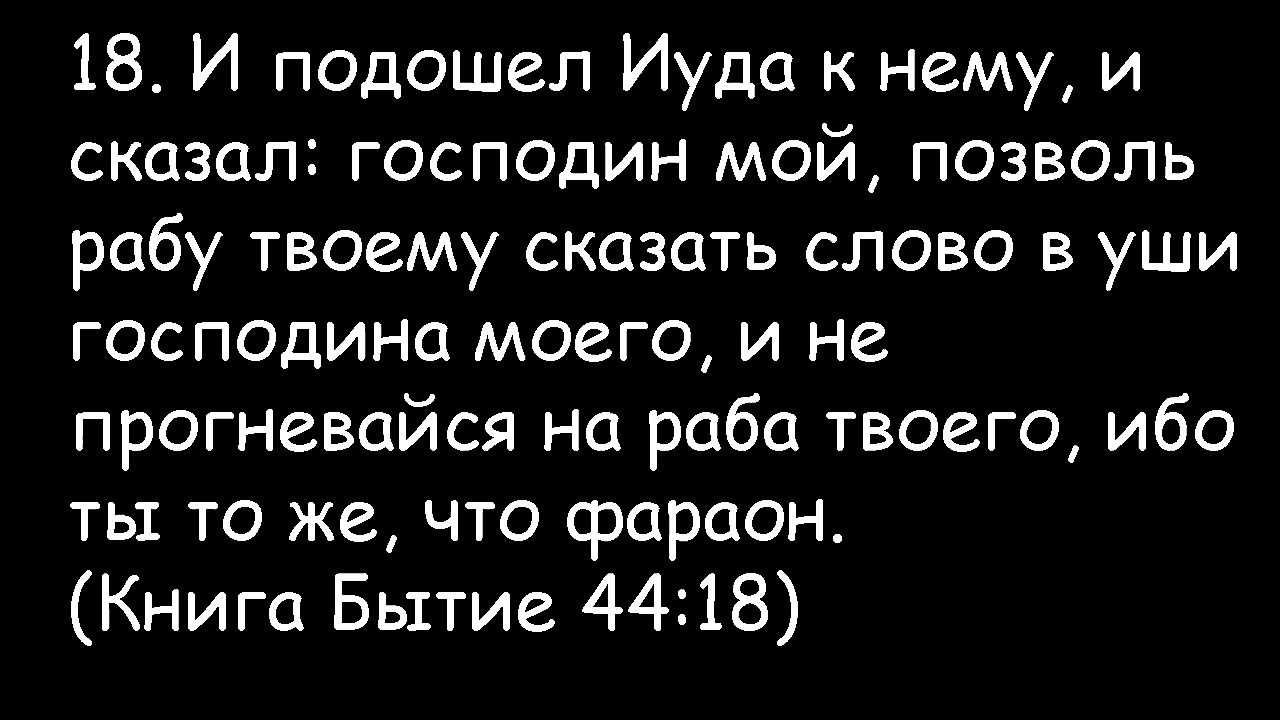 18. И подошел Иуда к нему, и
сказал: господин мой, позволь
рабу твоему сказать слово в уши
господина моего, и не
прогневайся на раба твоего, ибо
ты то же, что фараон.
(Книга Бытие 44:18)